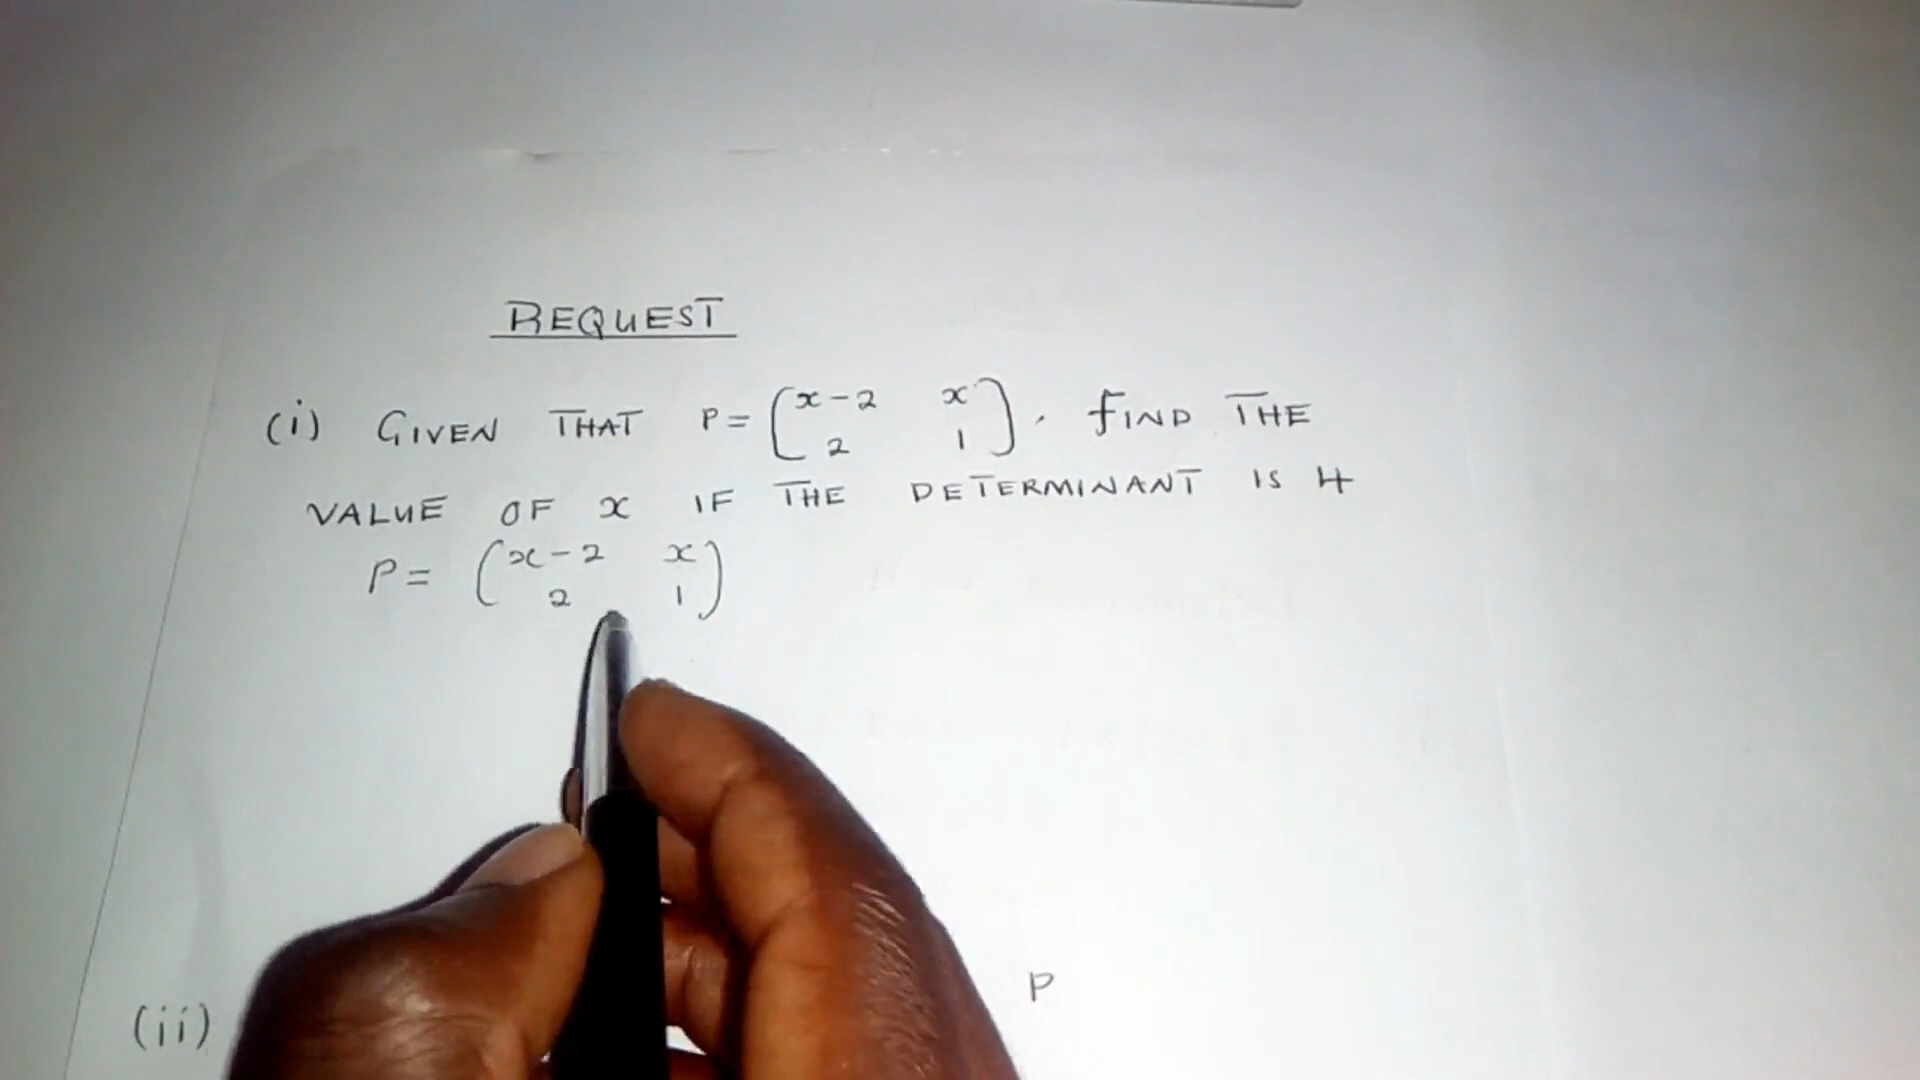 REQUEST
(i) GIVEN THAT P = (x-2 x
2 1). FIND THE
VALUE OF x IF THE DETERMINANT IS 4
P = (x-2 x
2 1)
(ii) P